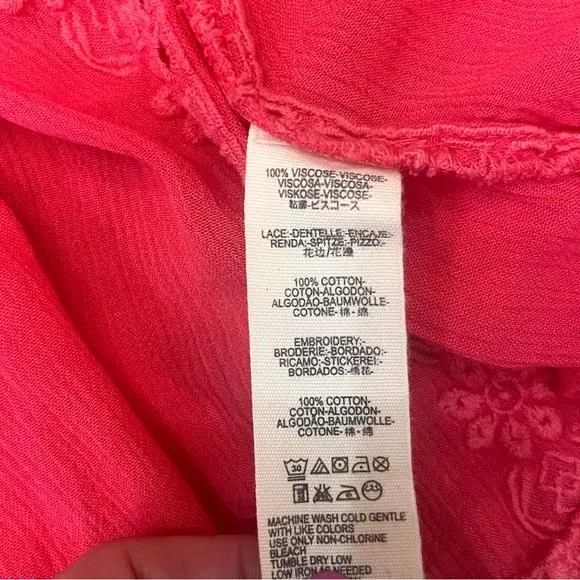 100% VISCOSE-VISCOSE-
VISCOSA-VISCOSA-
VISKOSE-VISCOSE-
粘膠-ビスコース-
LACE:-DENTELLE:-ENCAJE:-
RENDA:-SPITZE:-PIZZO:-
花边/花邊
100% COTTON-
COTON-ALGODÓN-
ALGODÃO-BAUMWOLLE-
COTONE-棉-綿
EMBROIDERY:-
BRODERIE:-BORDADO:-
RICAMO:-STICKEREI:-
BORDADOS:-绣花-
100% COTTON-
COTON-ALGODÓN-
ALGODÃO-BAUMWOLLE-
COTONE-棉-綿
30
MACHINE WASH COLD GENTLE
WITH LIKE COLORS
USE ONLY NON-CHLORINE
BLEACH
TUMBLE DRY LOW
LOW IRON AS NEEDED